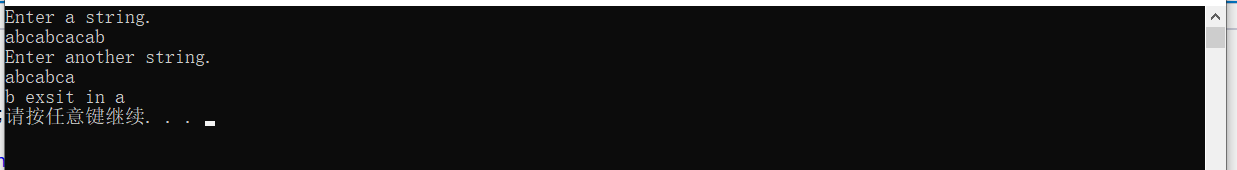 Enter a string.
abcabcacab
Enter another string.
abcabca
b exsit in a
请按任意键继续. . .